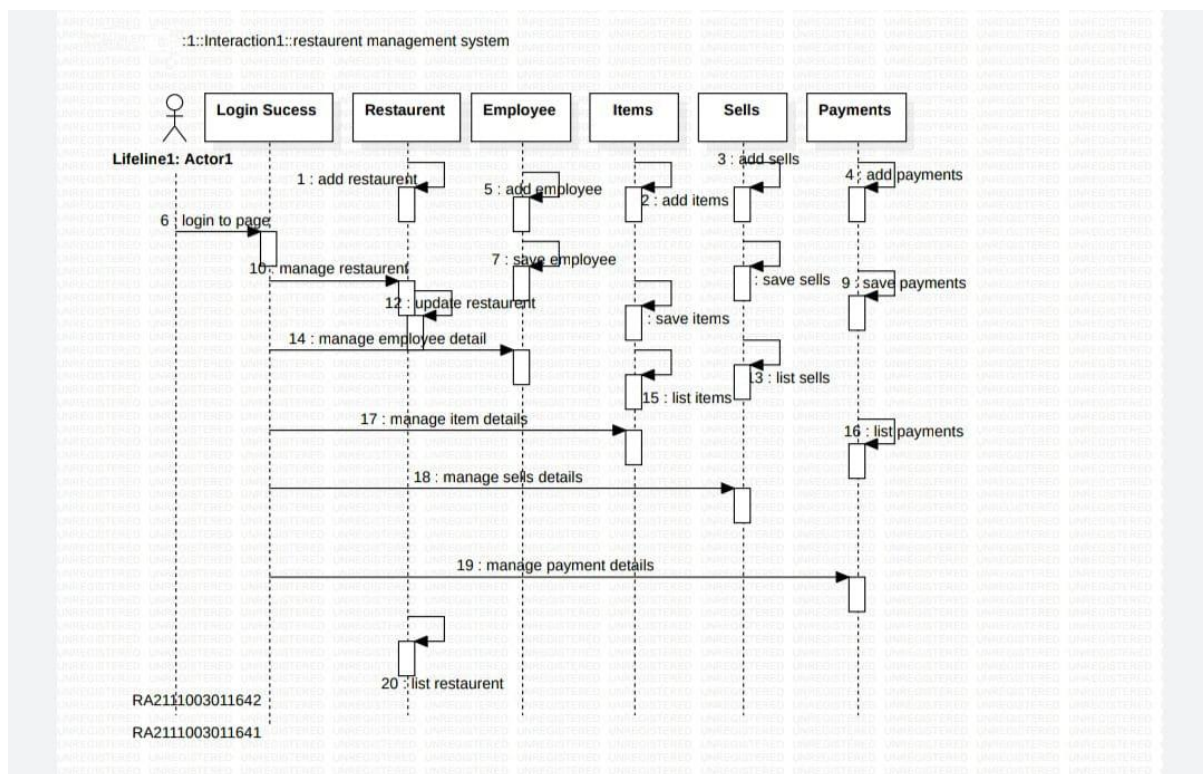 :1::Interaction1::restaurent management system
Login Sucess
Restaurent
Employee
Items
Sells
Payments
Lifeline1: Actor1
3 : add sells
1 : add restaurent
4 : add payments
5 : add employee
2 : add items
6 : login to page
7 : save employee
10 : manage restaurent
: save sells
9 : save payments
12 : update restaurent
: save items
14 : manage employee detail
13 : list sells
15 : list items
17 : manage item details
16 : list payments
18 : manage sells details
19 : manage payment details
20 : list restaurent
RA2111003011642
RA2111003011641
UNREGISTERED